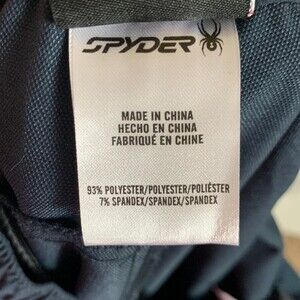 SPYDER
MADE IN CHINA
HECHO EN CHINA
FABRIQUÉ EN CHINE
93% POLYESTER/POLYESTER/POLIÉSTER
7% SPANDEX/SPANDEX/SPANDEX